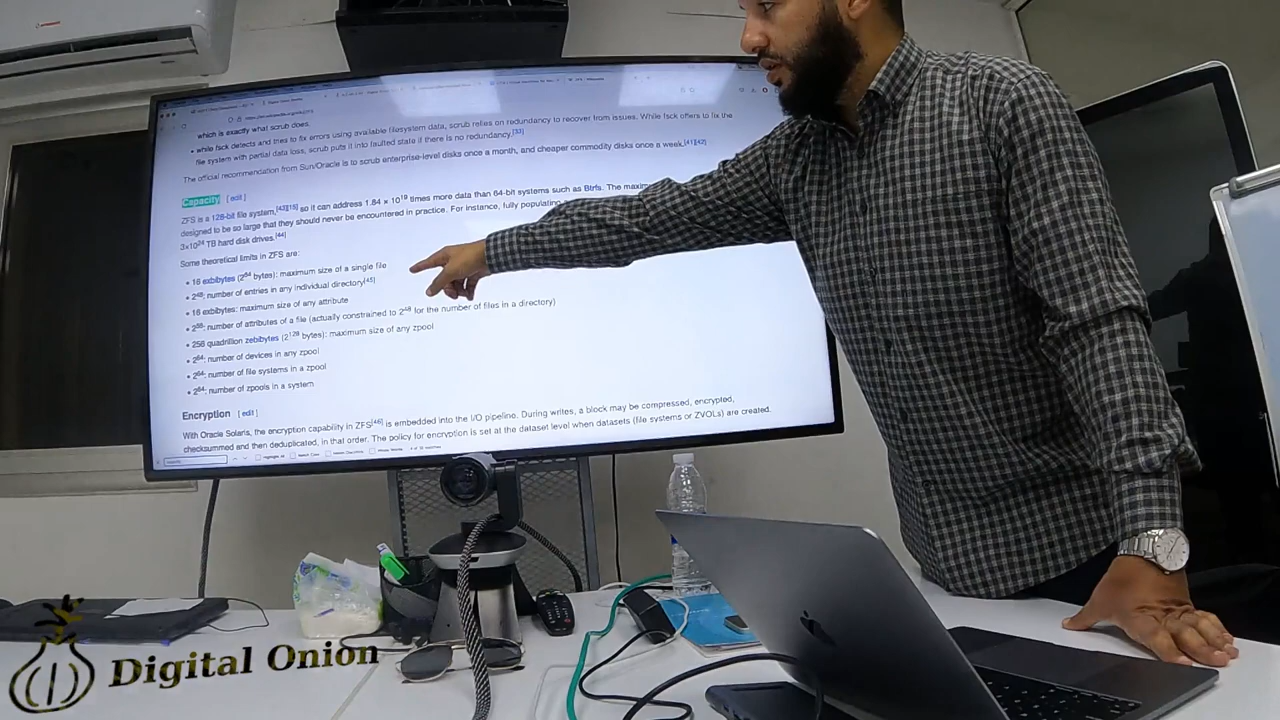 which is exactly what scrub does.
• while fsck detects and tries to fix errors using available filesystem data, scrub relies on redundancy to recover from issues. While fsck offers to fix the
file system with partial data loss, scrub puts it into faulted state if there is no redundancy.[33]
The official recommendation from Sun/Oracle is to scrub enterprise-level disks once a month, and cheaper commodity disks once a week.[41][42]
Capacity [edit]
ZFS is a 128-bit file system,[43][15] so it can address 1.84 × 10¹⁹ times more data than 64-bit systems such as Btrfs. The
designed to be so large that they should never be encountered in practice. For instance, fully populating
3×10²⁴ TB hard disk drives.[44]
Some theoretical limits in ZFS are:
• 16 exbibytes (2⁶⁴ bytes): maximum size of a single file
• 2⁴⁸: number of entries in any individual directory[45]
• 16 exbibytes: maximum size of any attribute
• 2⁵⁶: number of attributes of a file (actually constrained to 2⁴⁸ for the number of files in a directory)
• 256 quadrillion zebibytes (2¹²⁸ bytes): maximum size of any zpool
• 2⁶⁴: number of devices in any zpool
• 2⁶⁴: number of file systems in a zpool
• 2⁶⁴: number of zpools in a system
Encryption [edit]
With Oracle Solaris, the encryption capability in ZFS[46] is embedded into the I/O pipeline. During writes, a block may be compressed, encrypted,
checksummed and then deduplicated, in that order. The policy for encryption is set at the dataset level when datasets (file systems or ZVOLs) are created.
Digital Onion